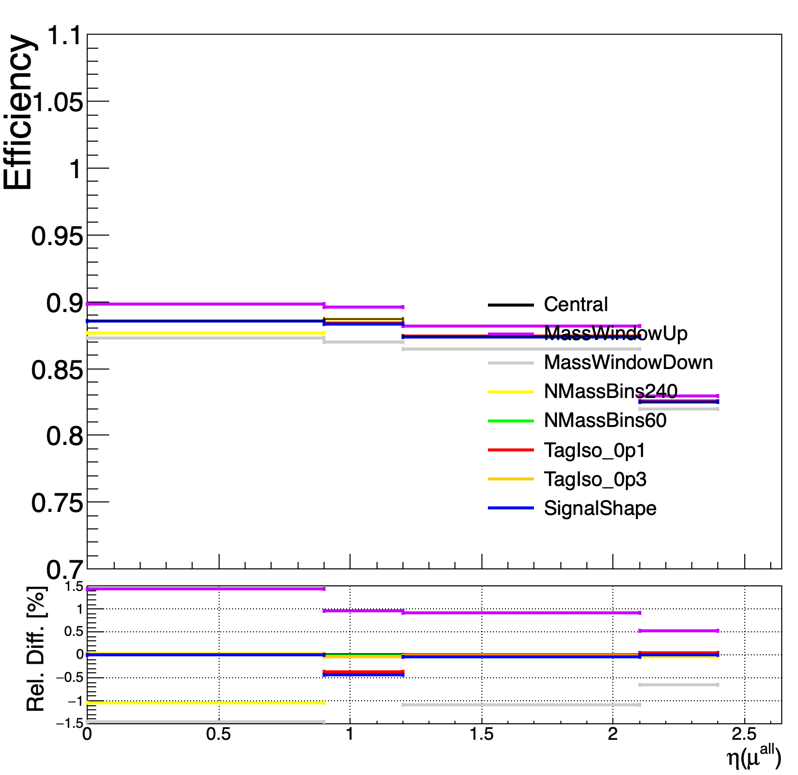 Efficiency
1.1
1.05
1
0.95
0.9
0.85
0.8
0.75
0.7
Central
MassWindowUp
MassWindowDown
NMassBins240
NMassBins60
TagIso_0p1
TagIso_0p3
SignalShape
Rel. Diff. [%]
1.5
1
0.5
0
−0.5
−1
−1.5
0 0.5 1 1.5 2 2.5
η(μ^all)